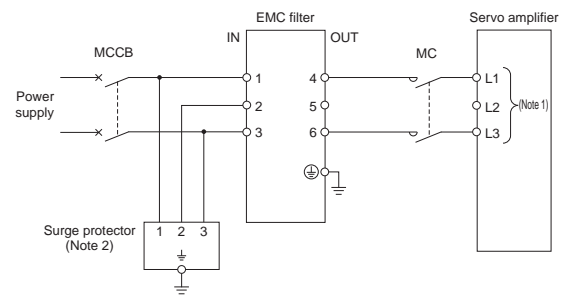 EMC filter
Servo amplifier
IN
OUT
MCCB
MC
1
4
L1
Power
supply
2
5
L2
(Note 1)
3
6
L3
Surge protector
(Note 2)
1 2 3